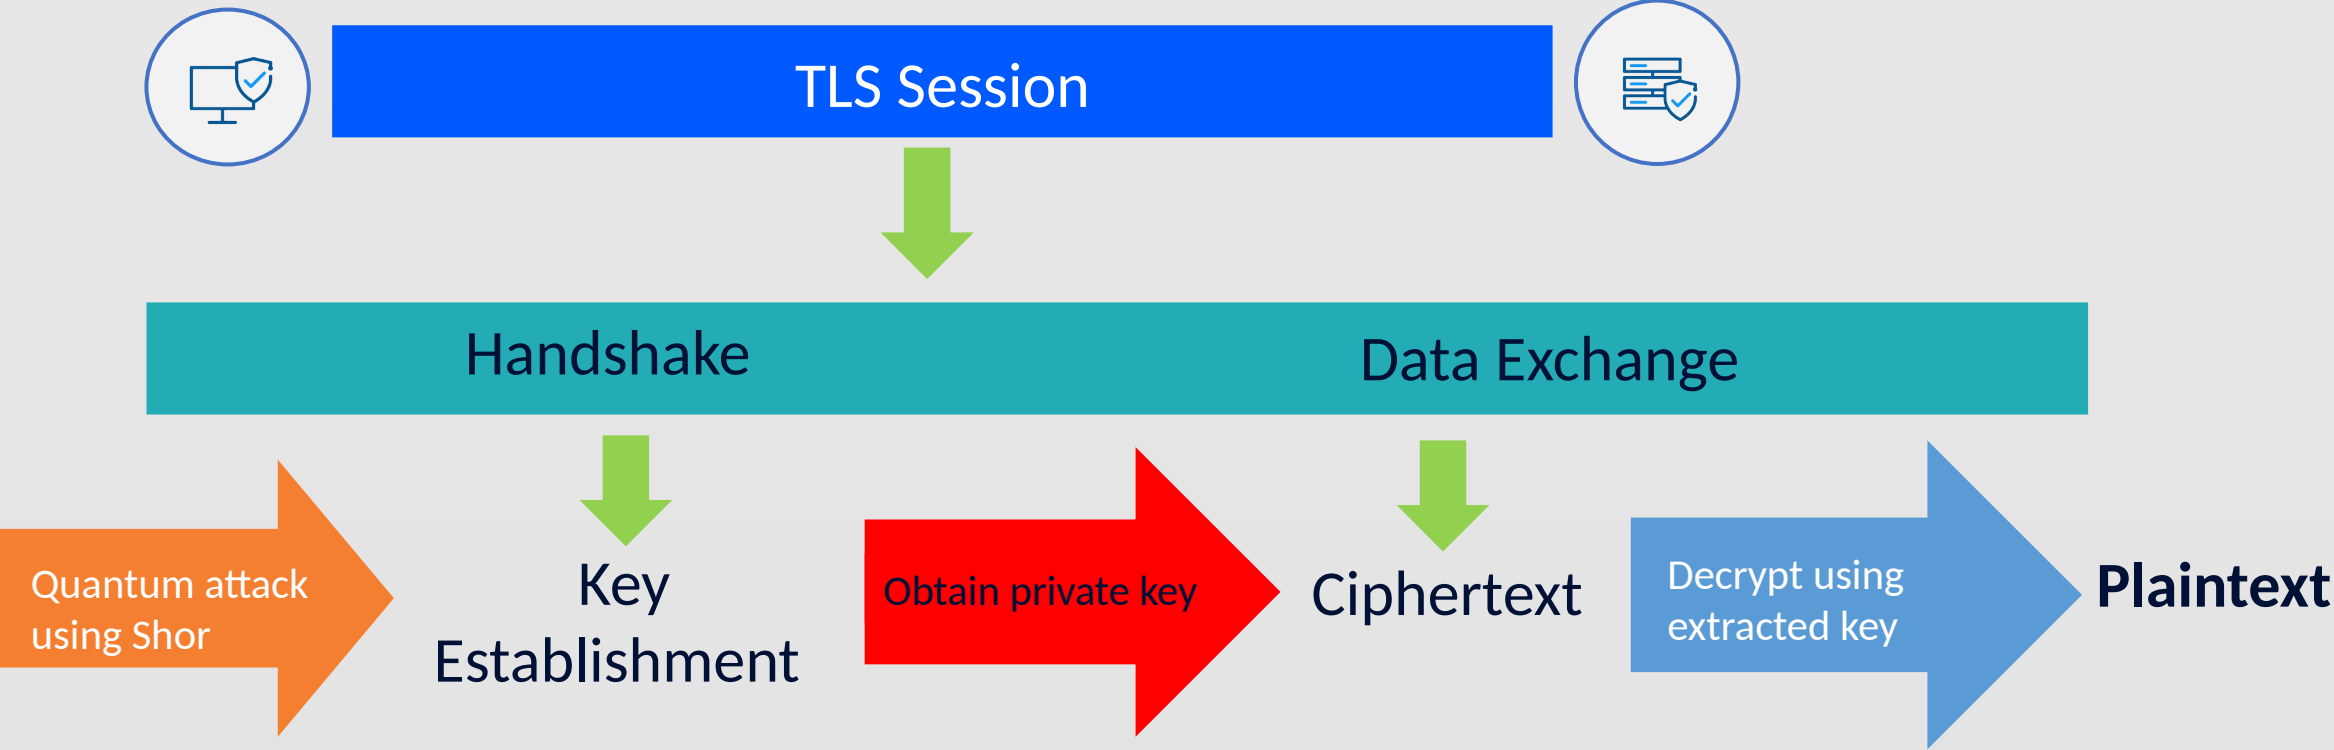 TLS Session
Handshake
Data Exchange
Quantum attack
using Shor
Key
Establishment
Obtain private key
Ciphertext
Decrypt using
extracted key
Plaintext